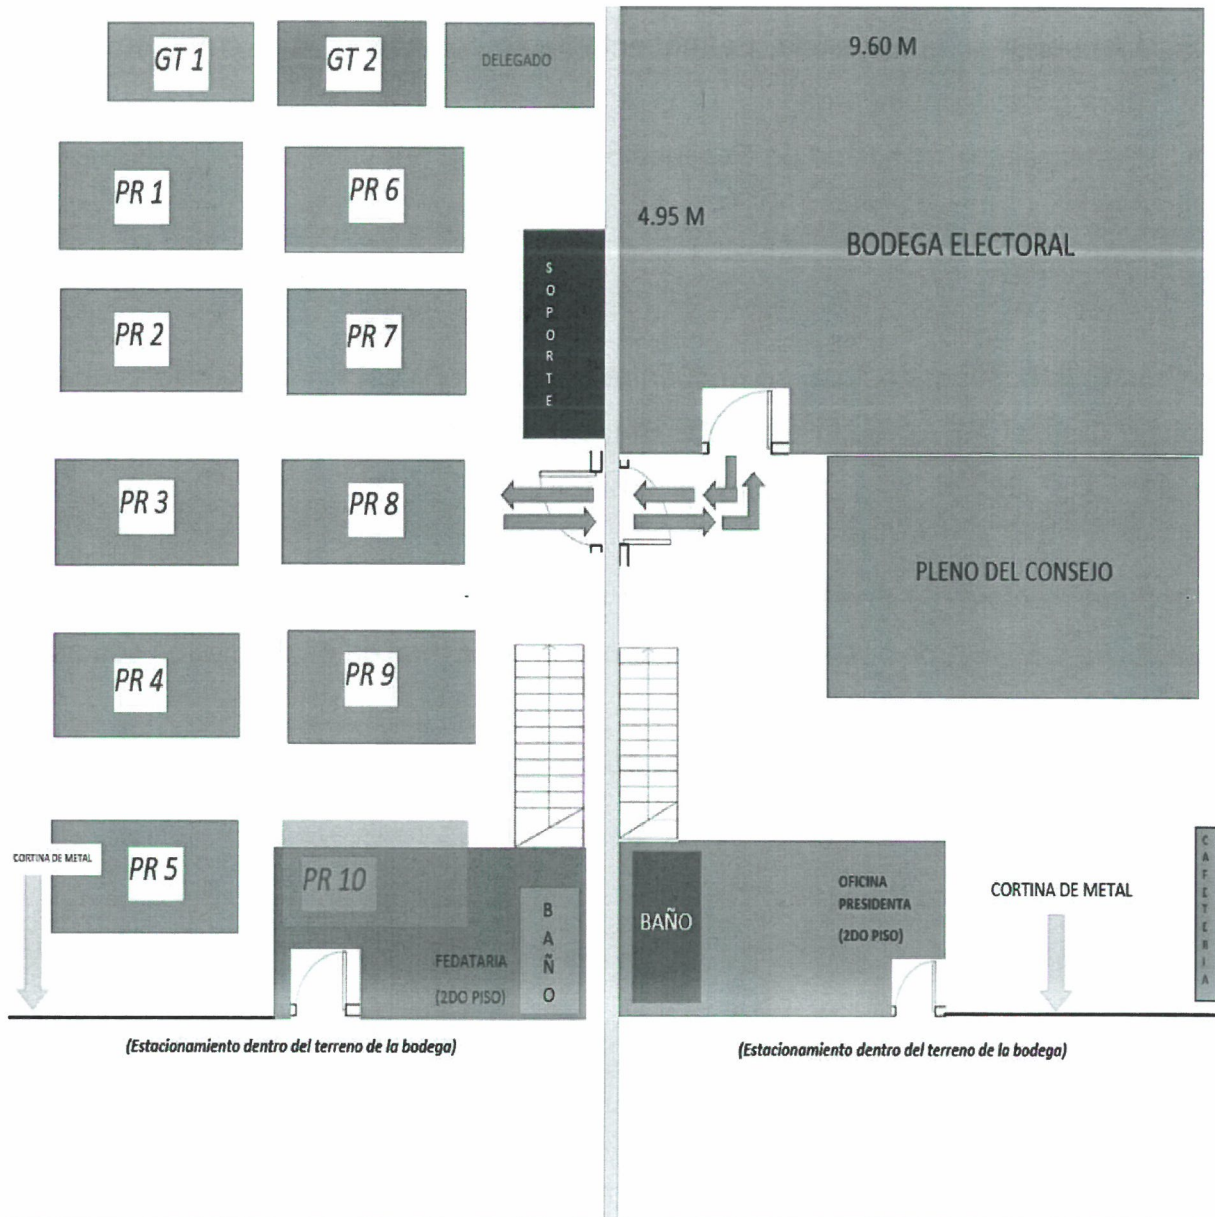 GT 1
GT 2
DELEGADO
9.60 M
PR 1
PR 6
4.95 M
BODEGA ELECTORAL
SOPORTE
PR 2
PR 7
PR 3
PR 8
PLENO DEL CONSEJO
PR 4
PR 9
CORTINA DE METAL
PR 5
PR 10
FEDATARIA
(2DO PISO)
BAÑO
BAÑO
OFICINA
PRESIDENTA
(2DO PISO)
CORTINA DE METAL
CAFETERIA
(Estacionamiento dentro del terreno de la bodega)
(Estacionamiento dentro del terreno de la bodega)